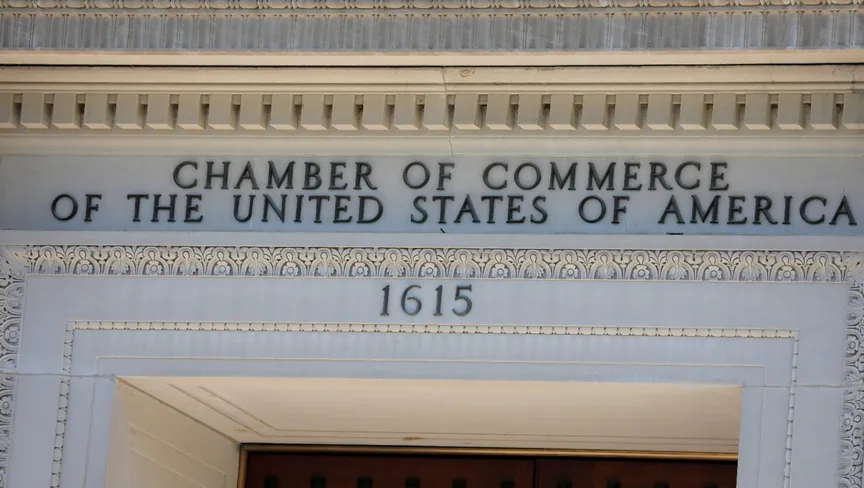 CHAMBER OF COMMERCE
OF THE UNITED STATES OF AMERICA
1615